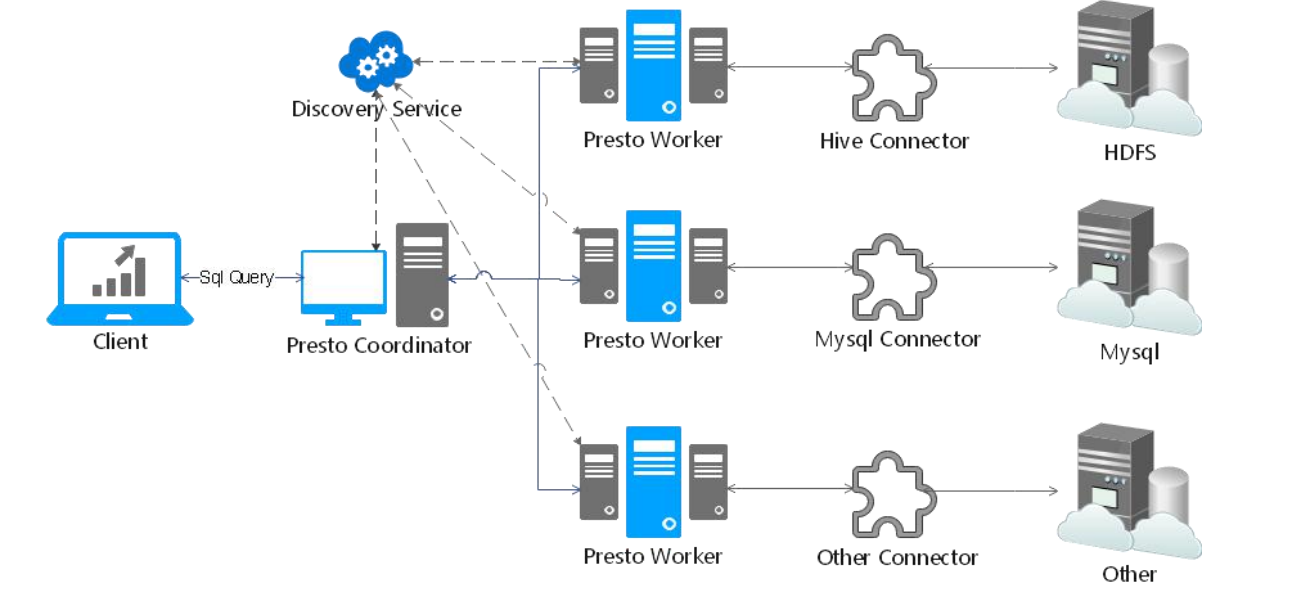 Discovery Service
Presto Worker
Hive Connector
HDFS
Sql Query
Client
Presto Coordinator
Presto Worker
Mysql Connector
Mysql
Presto Worker
Other Connector
Other